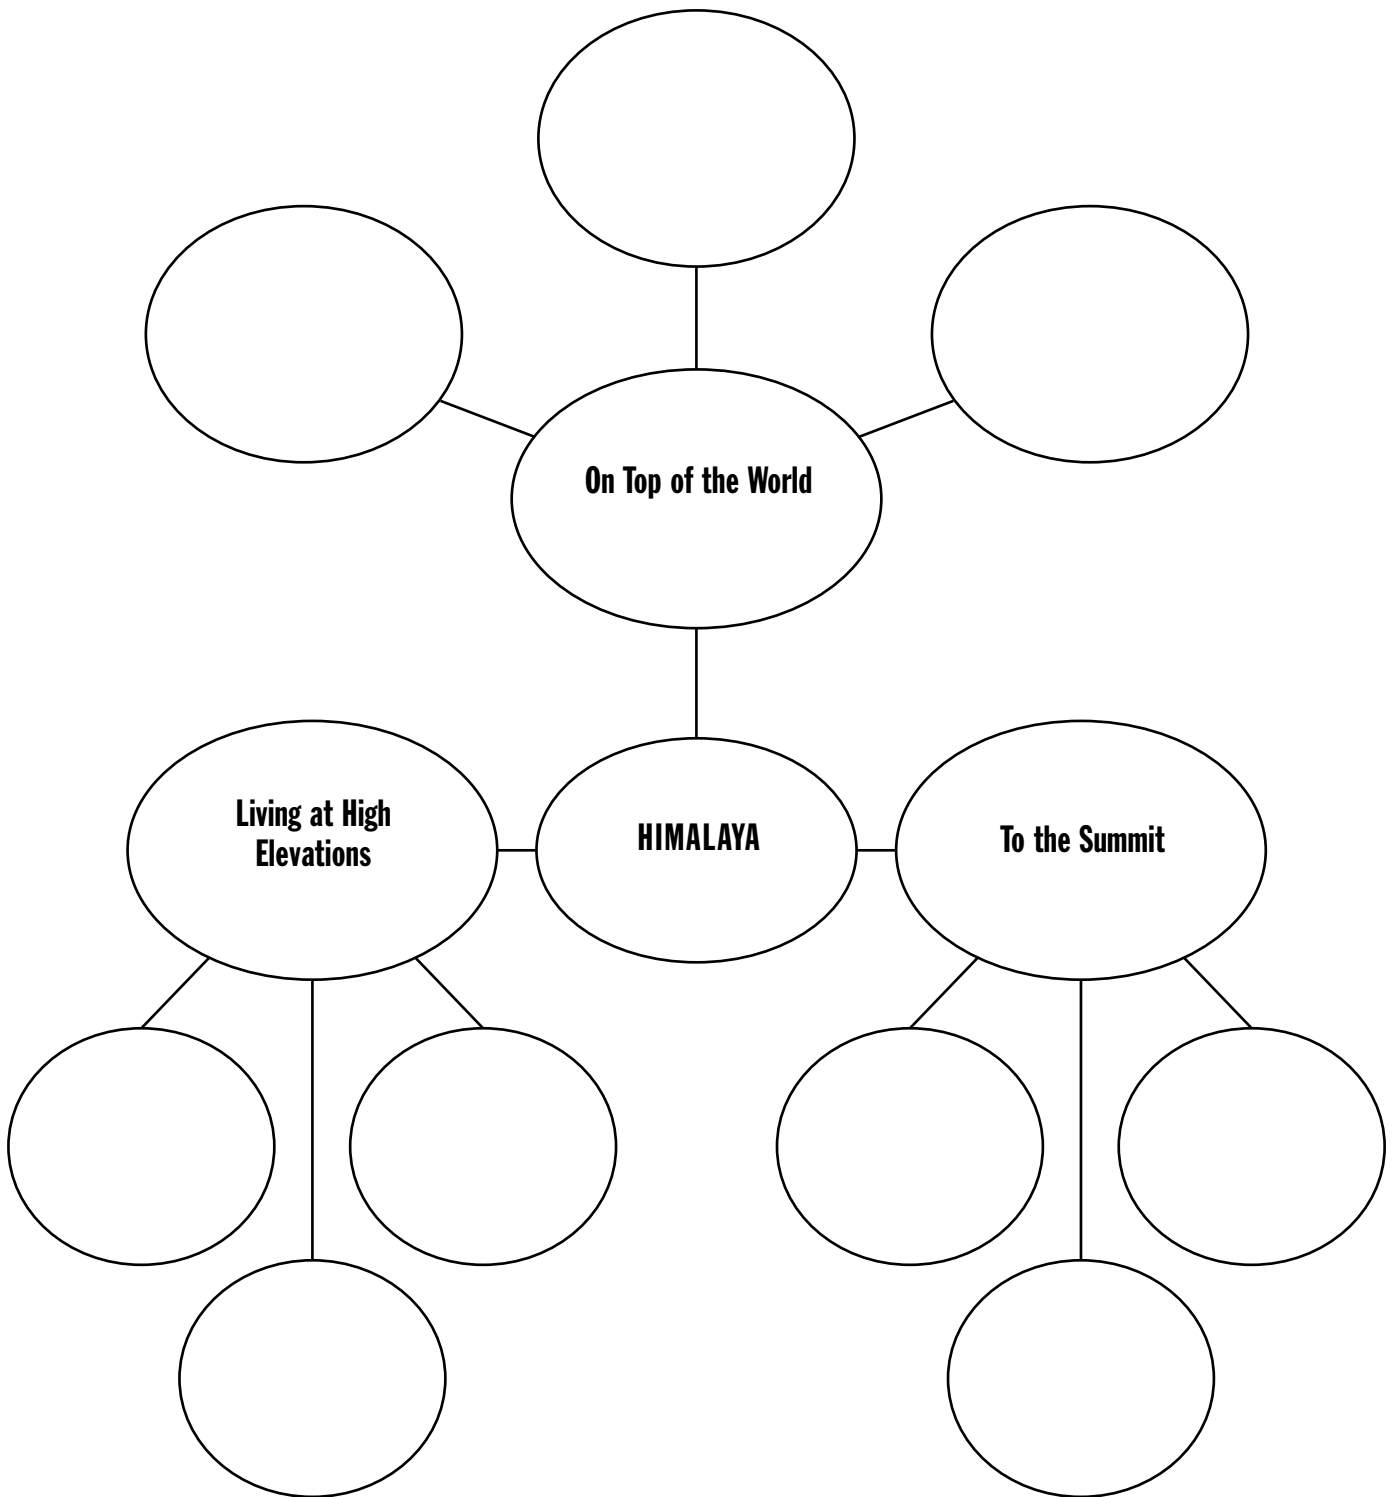 On Top of the World
Living at High
Elevations
HIMALAYA
To the Summit